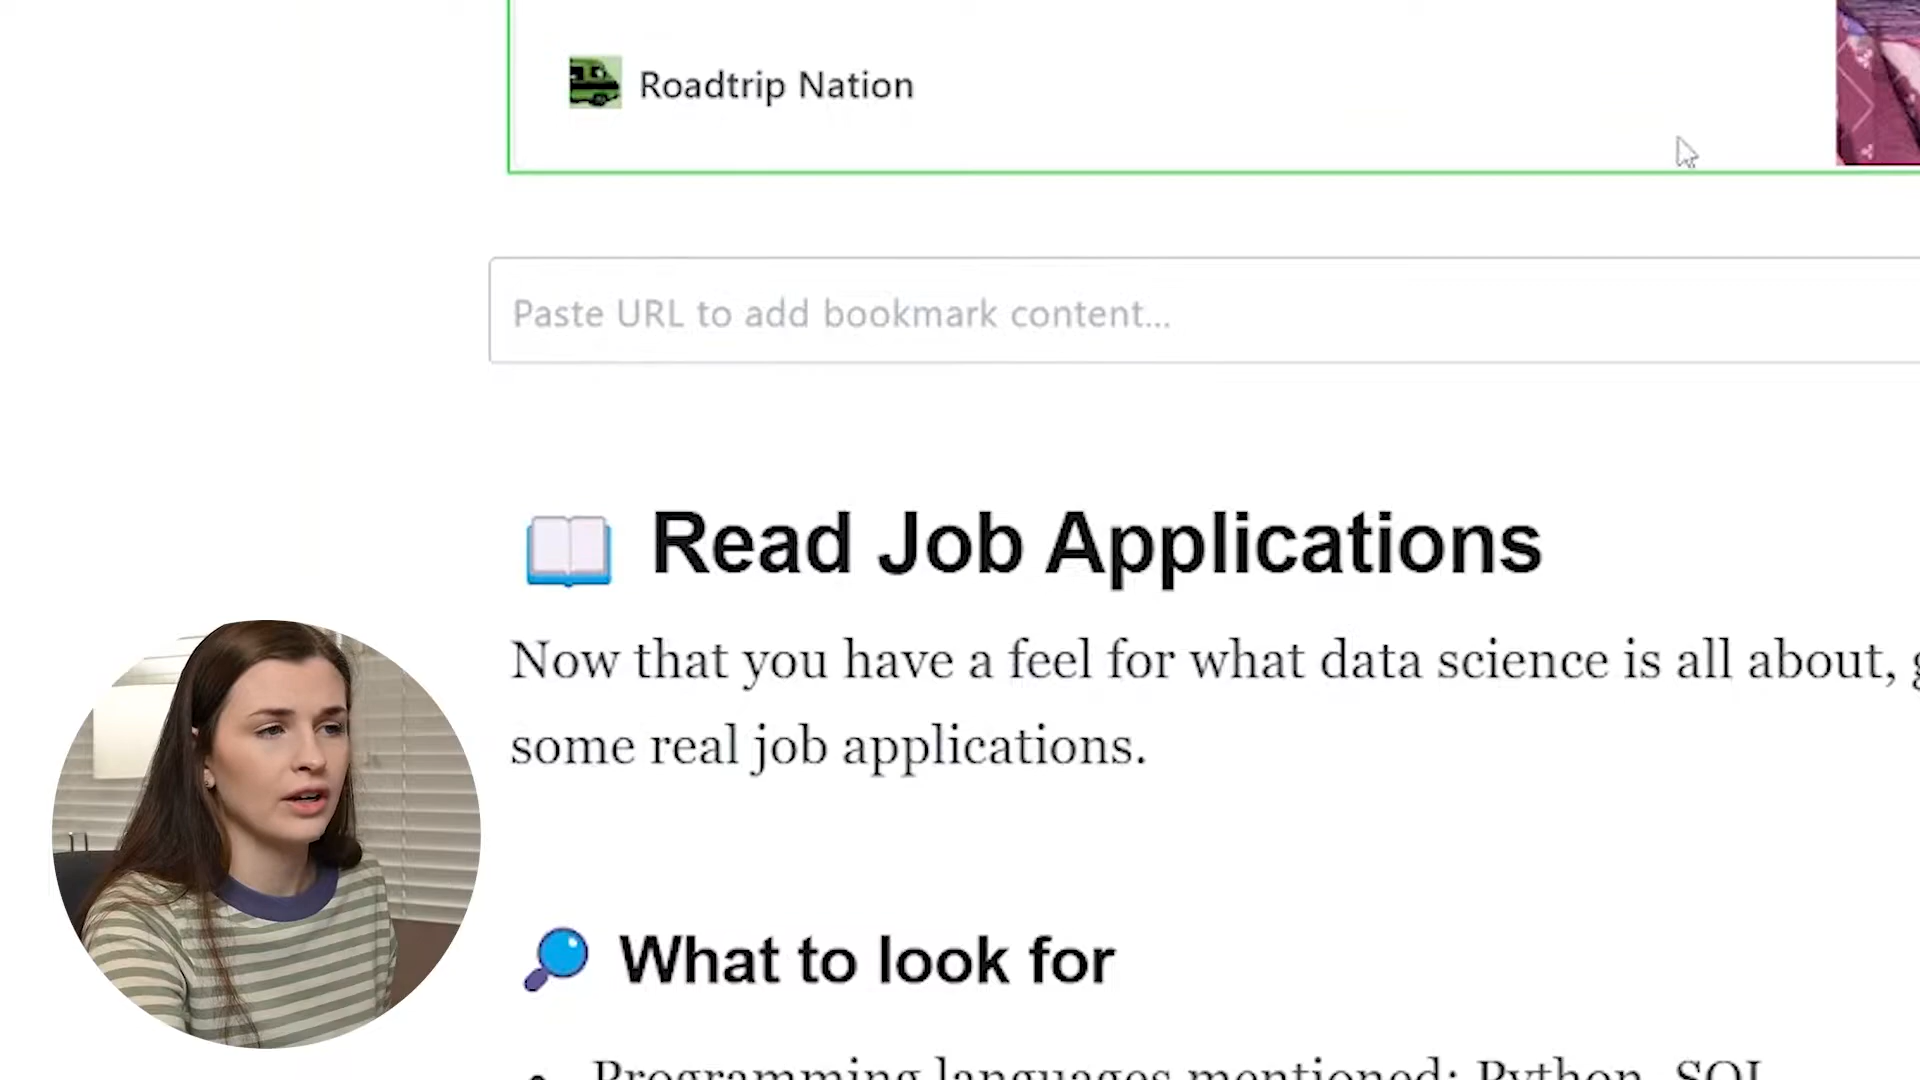 Roadtrip Nation
Paste URL to add bookmark content...
Read Job Applications
Now that you have a feel for what data science is all about,
some real job applications.
What to look for
Programming languages mentioned: Python, SQL